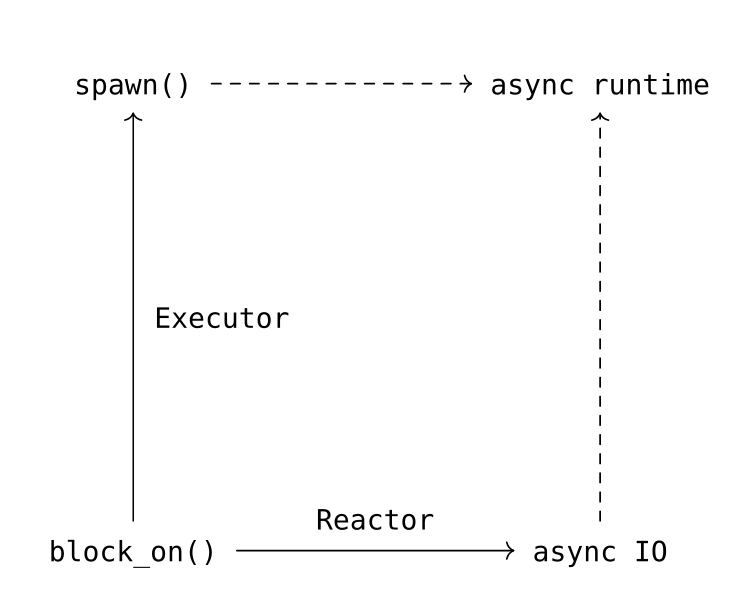 spawn()
async runtime
Executor
Reactor
block_on()
async IO